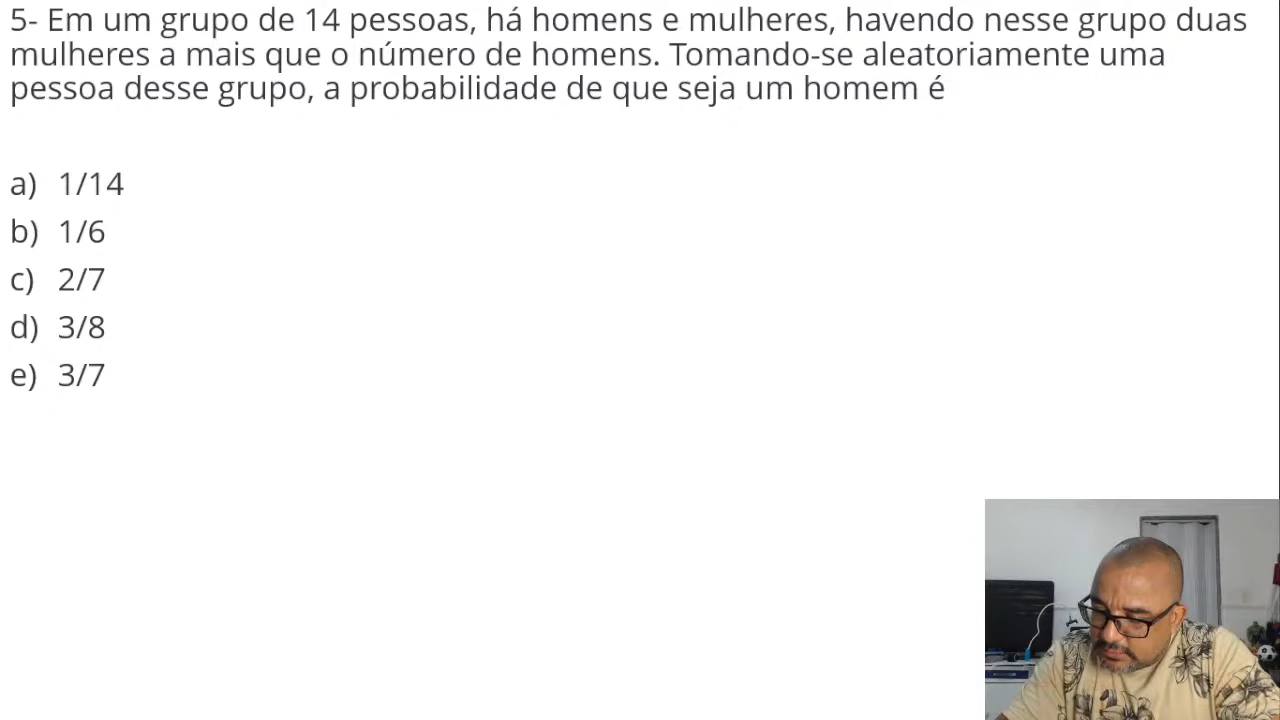 5- Em um grupo de 14 pessoas, há homens e mulheres, havendo nesse grupo duas
mulheres a mais que o número de homens. Tomando-se aleatoriamente uma
pessoa desse grupo, a probabilidade de que seja um homem é
a) 1/14
b) 1/6
c) 2/7
d) 3/8
e) 3/7